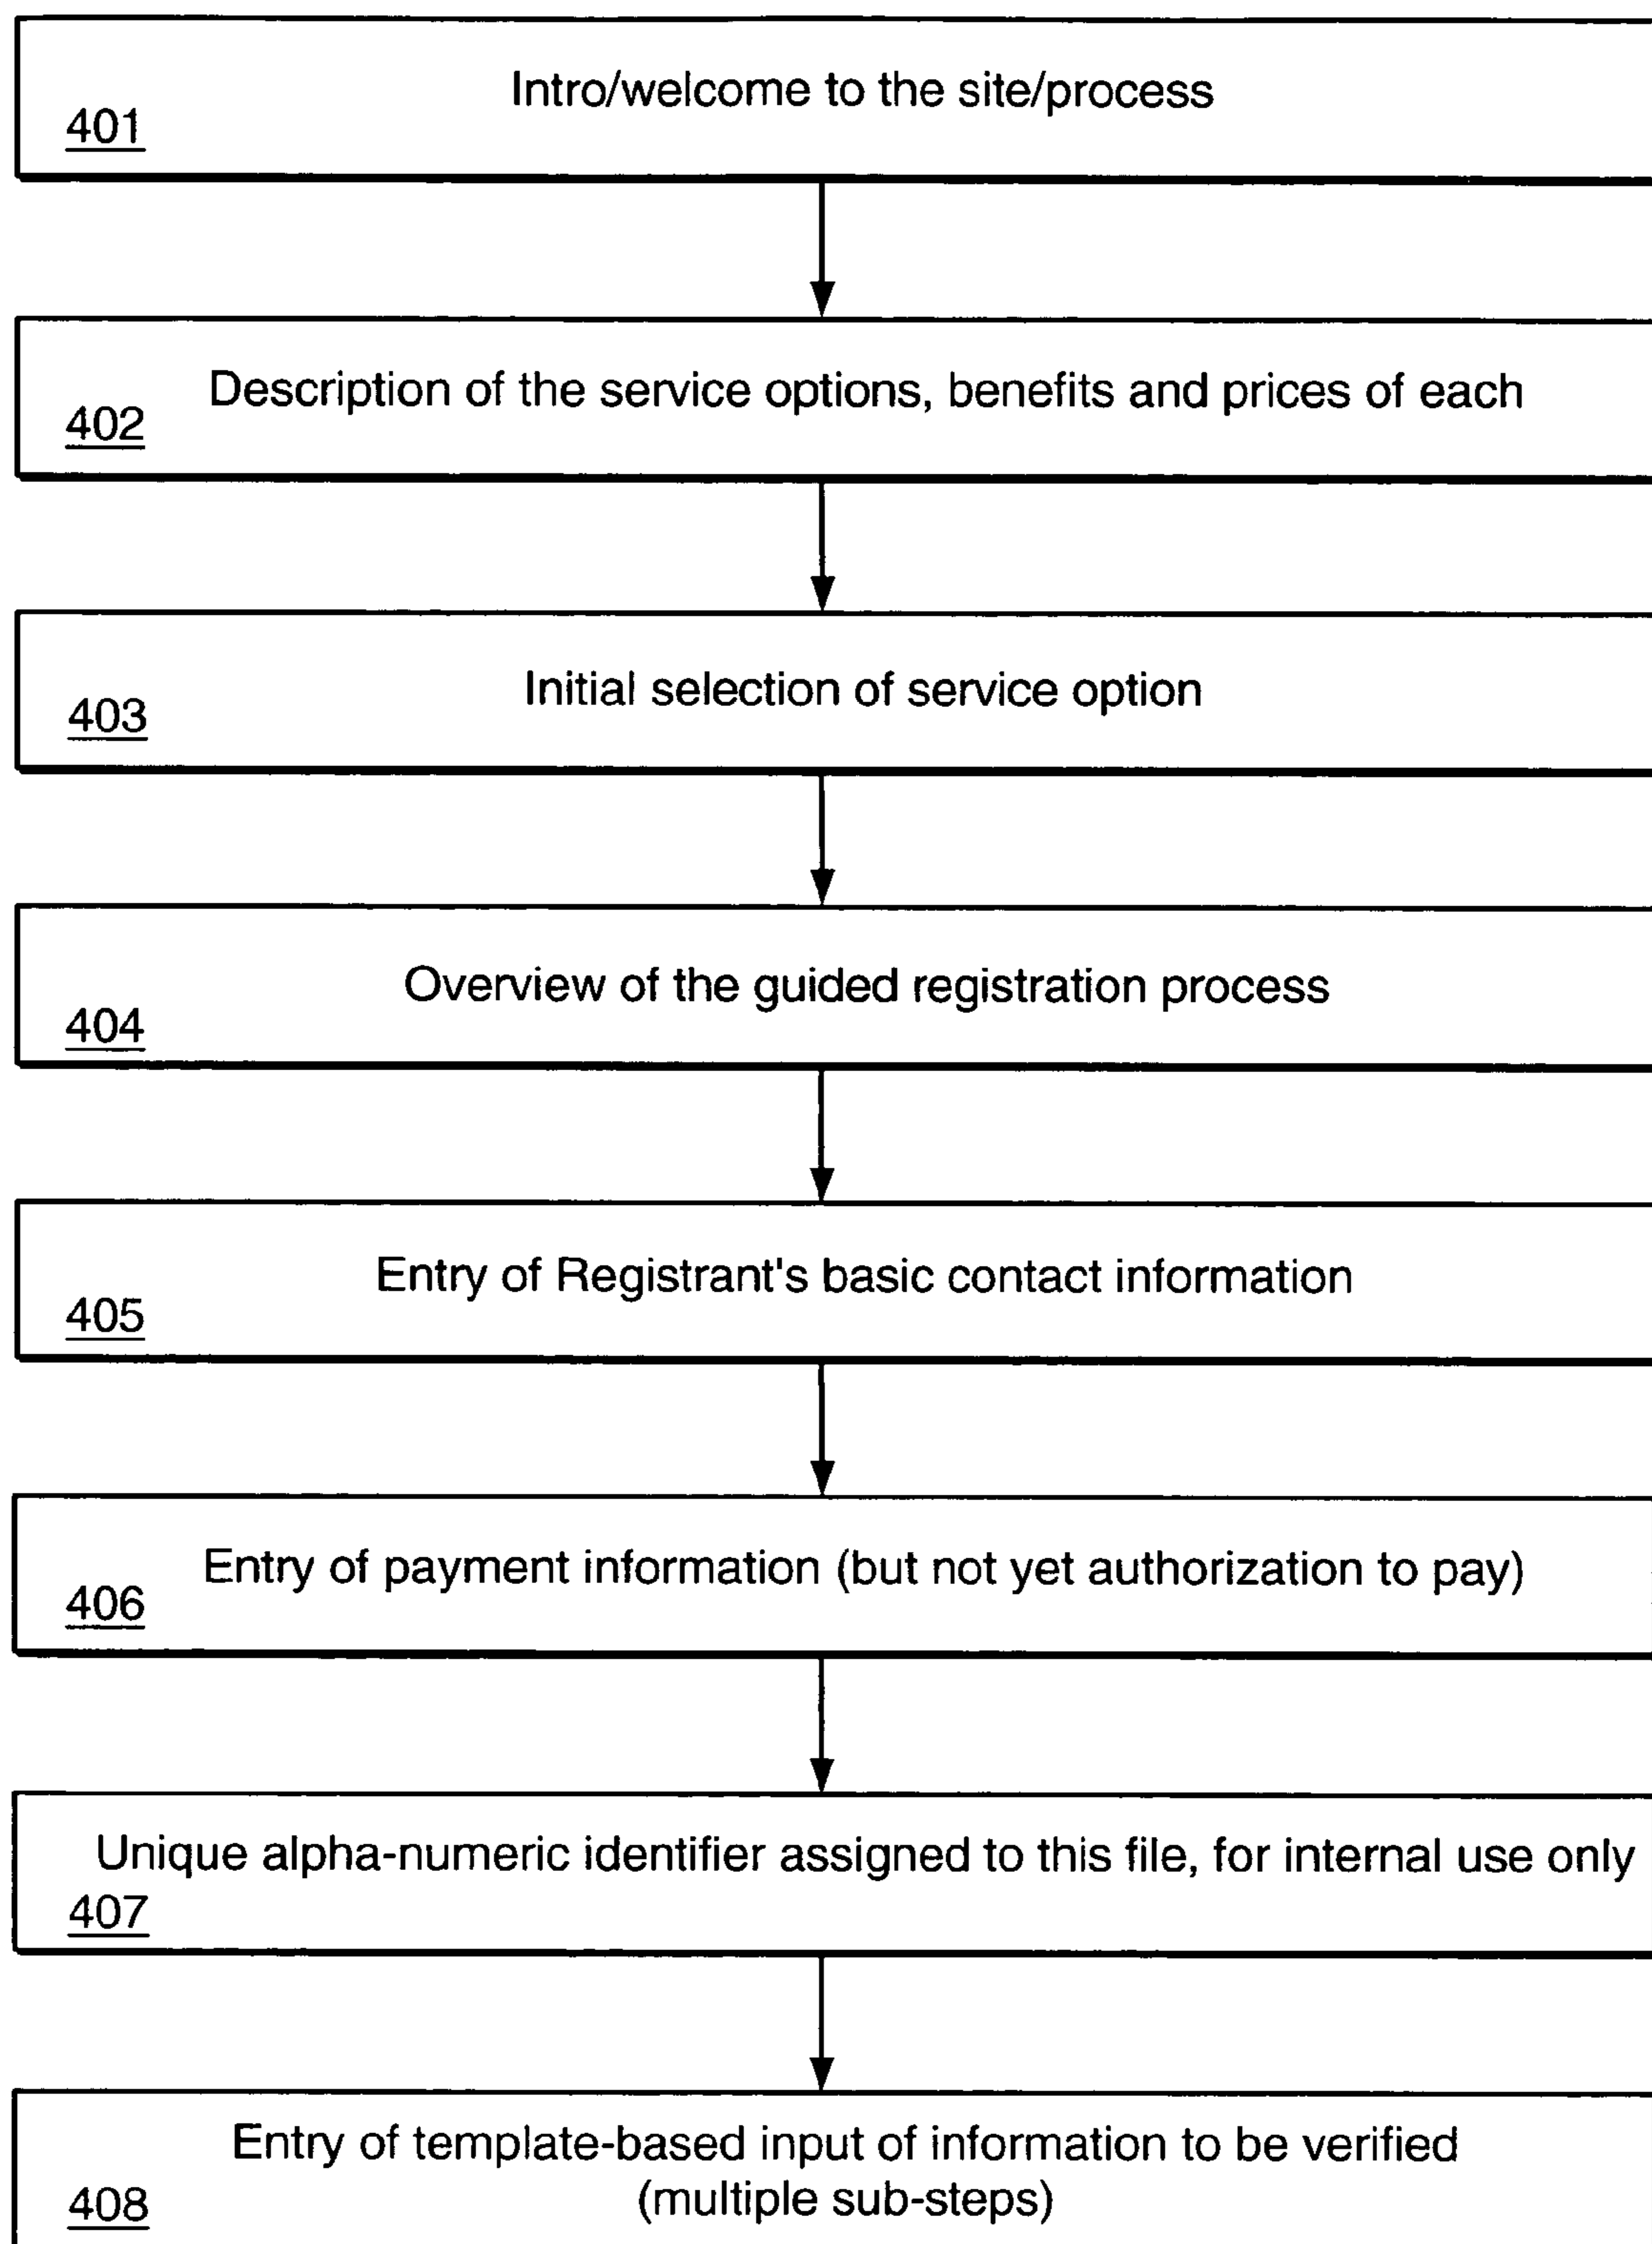 Intro/welcome to the site/process
401
Description of the service options, benefits and prices of each
402
Initial selection of service option
403
Overview of the guided registration process
404
Entry of Registrant's basic contact information
405
Entry of payment information (but not yet authorization to pay)
406
Unique alpha-numeric identifier assigned to this file, for internal use only
407
Entry of template-based input of information to be verified
(multiple sub-steps)
408